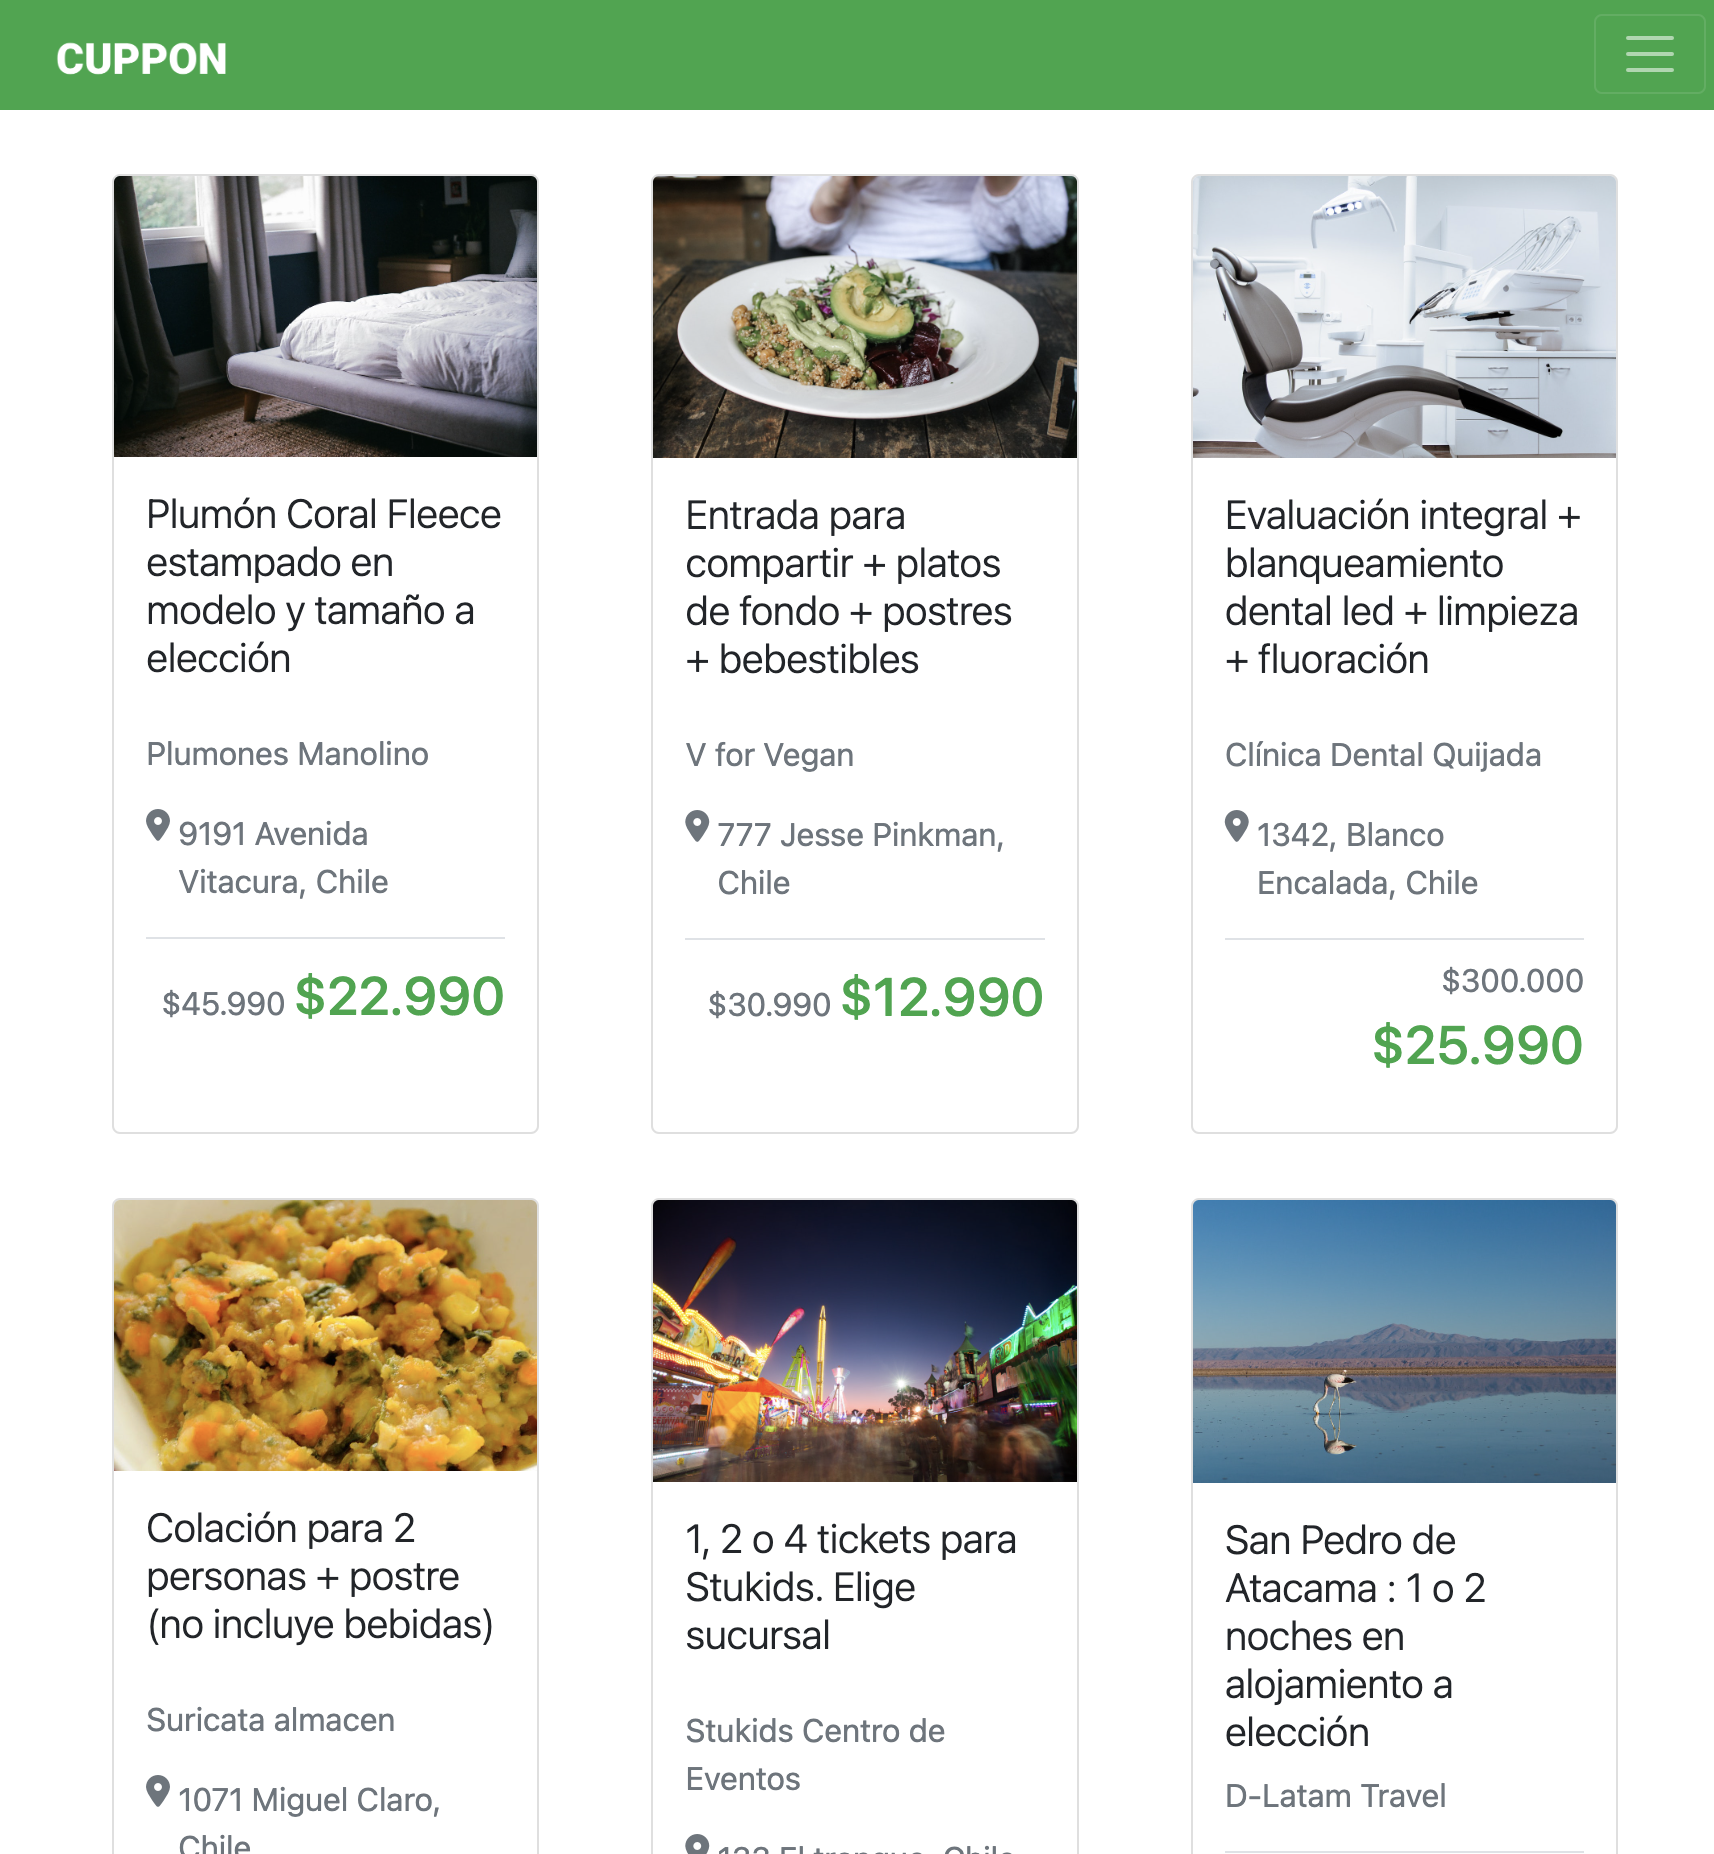 CUPPON
Plumón Coral Fleece
estampado en
modelo y tamaño a
elección
Plumones Manolino
9191 Avenida
Vitacura, Chile
$45.990 $22.990
Entrada para
compartir + platos
de fondo + postres
+ bebestibles
V for Vegan
777 Jesse Pinkman,
Chile
$30.990 $12.990
Evaluación integral +
blanqueamiento
dental led + limpieza
+ fluoración
Clínica Dental Quijada
1342, Blanco
Encalada, Chile
$300.000
$25.990
Colación para 2
personas + postre
(no incluye bebidas)
Suricata almacen
1071 Miguel Claro,
Chile
1, 2 o 4 tickets para
Stukids. Elige
sucursal
Stukids Centro de
Eventos
Chile
San Pedro de
Atacama : 1 o 2
noches en
alojamiento a
elección
D-Latam Travel